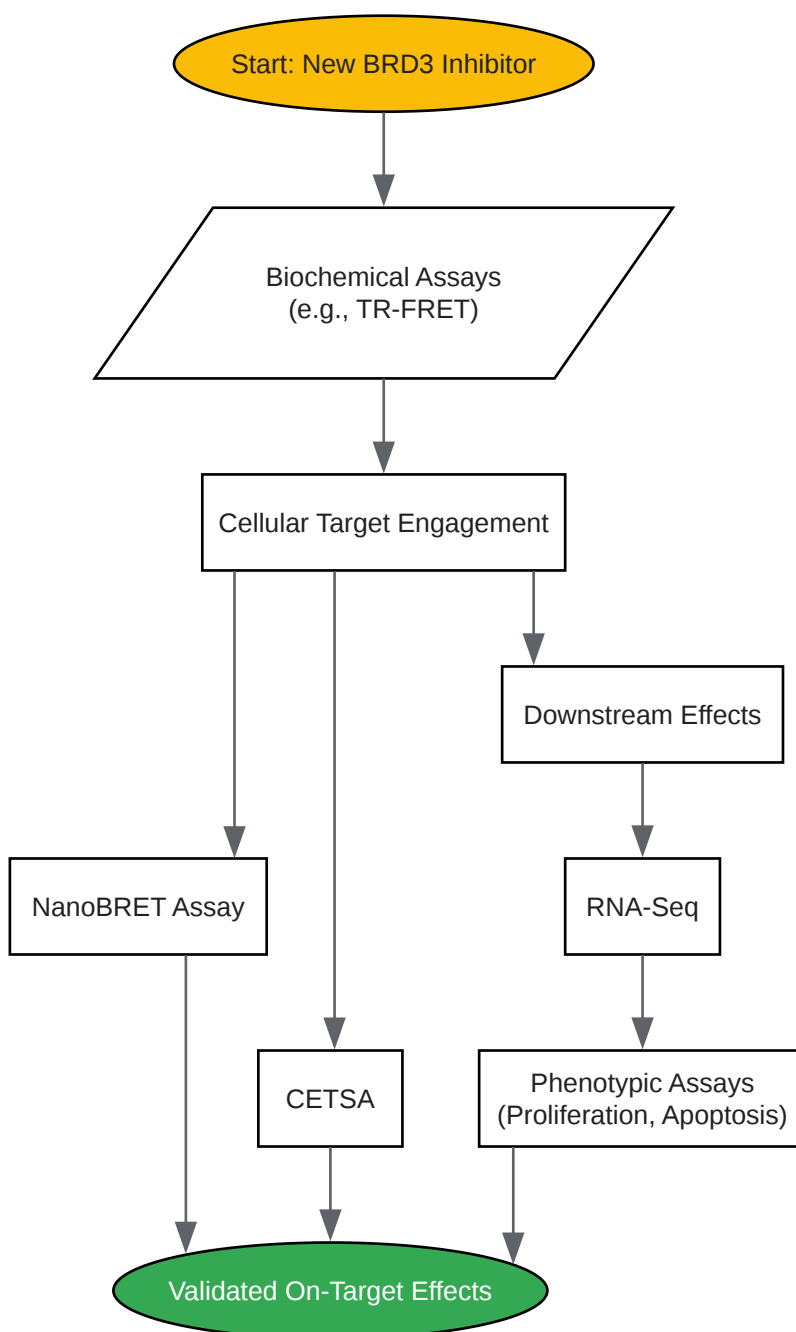 Start: New BRD3 Inhibitor
Biochemical Assays
(e.g., TR-FRET)
Cellular Target Engagement
Downstream Effects
NanoBRET Assay
RNA-Seq
CETSA
Phenotypic Assays
(Proliferation, Apoptosis)
Validated On-Target Effects